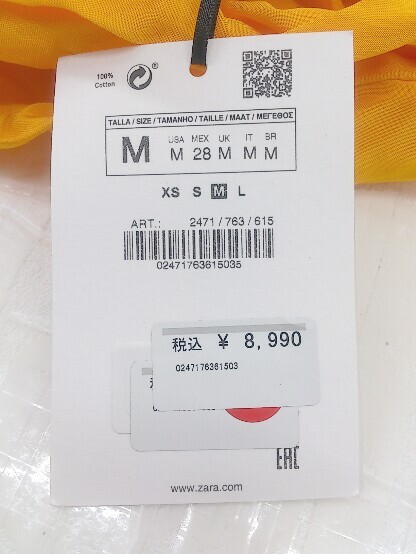 100%
Cotton
®
TALLA / SIZE / TAMANHO / TAILLE / MAAT / ΜΕΓΕΘΟΣ
M
USA MEX UK IT BR
M 28 M M M
XS S M L
ART.: 2471 / 763 / 615
02471763615035
税込 ¥ 8,990
0247176361503
EAC
www.zara.com